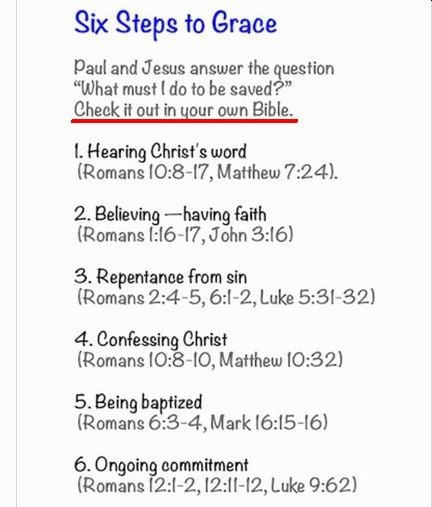 Six Steps to Grace
Paul and Jesus answer the question
“What must I do to be saved?”
Check it out in your own Bible.
1. Hearing Christ's word
(Romans 10:8-17, Matthew 7:24).
2. Believing —having faith
(Romans 1:16-17, John 3:16)
3. Repentance from sin
(Romans 2:4-5, 6:1-2, Luke 5:31-32)
4. Confessing Christ
(Romans 10:8-10, Matthew 10:32)
5. Being baptized
(Romans 6:3-4, Mark 16:15-16)
6. Ongoing commitment
(Romans 12:1-2, 12:11-12, Luke 9:62)